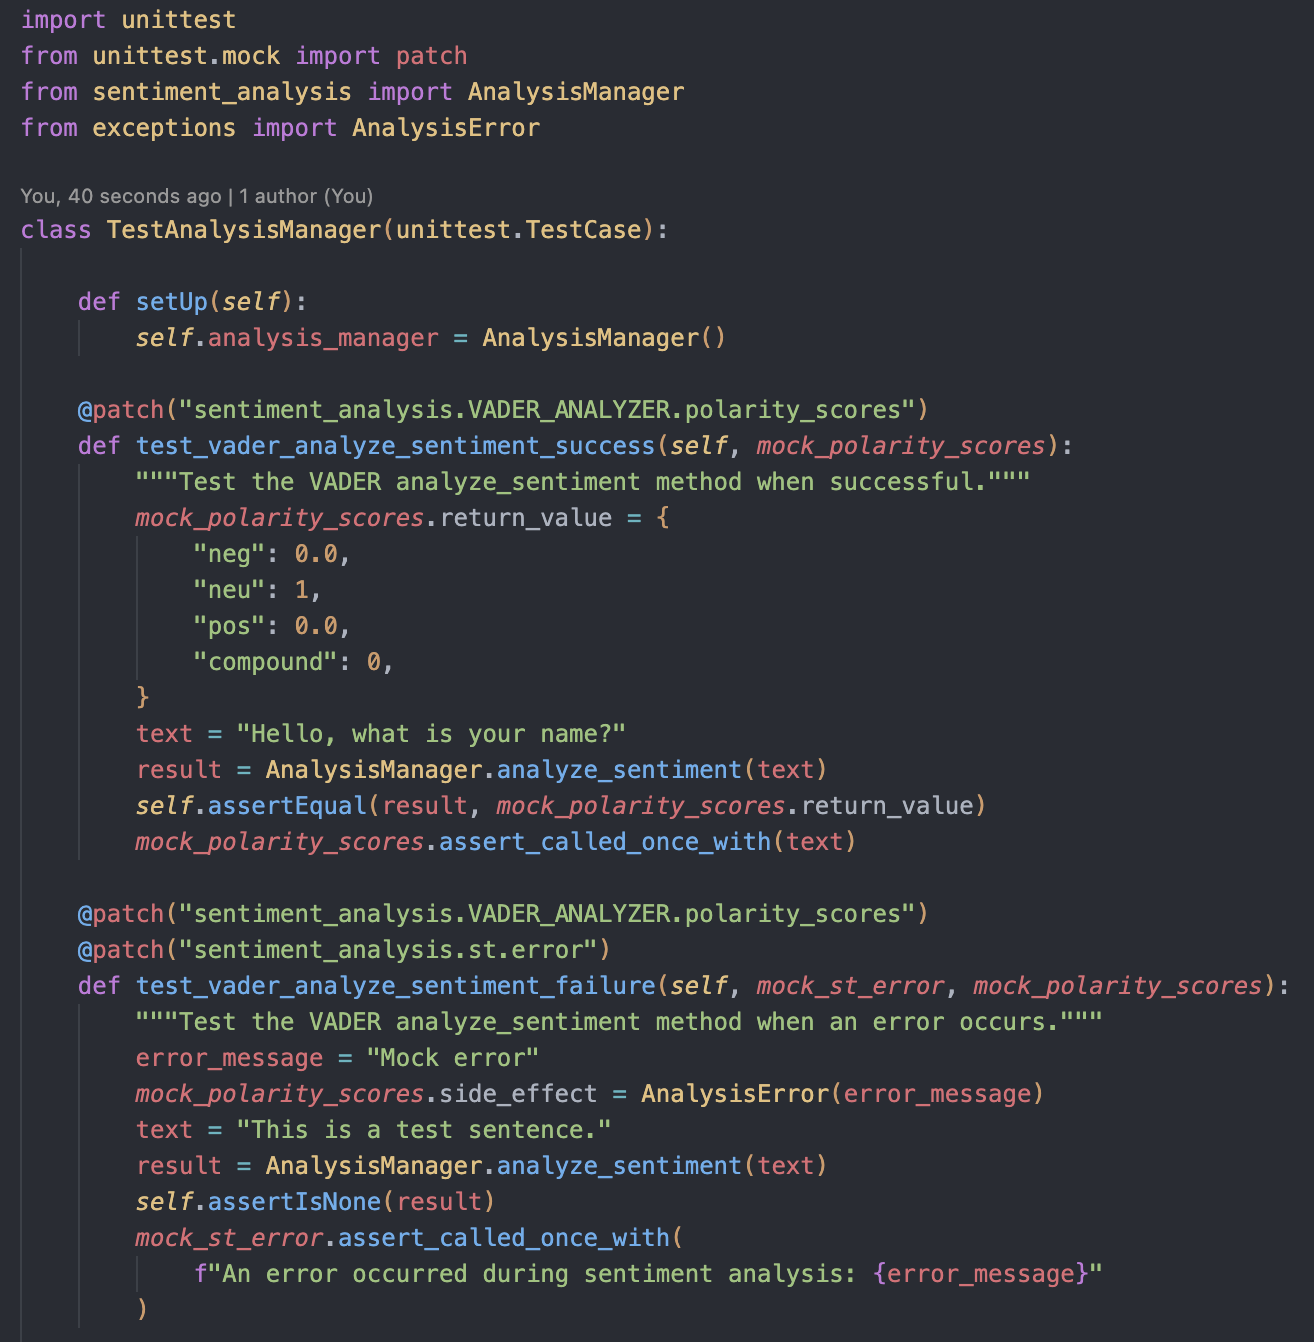 import unittest
from unittest.mock import patch
from sentiment_analysis import AnalysisManager
from exceptions import AnalysisError

You, 40 seconds ago | 1 author (You)
class TestAnalysisManager(unittest.TestCase):

    def setUp(self):
        self.analysis_manager = AnalysisManager()

    @patch("sentiment_analysis.VADER_ANALYZER.polarity_scores")
    def test_vader_analyze_sentiment_success(self, mock_polarity_scores):
        """Test the VADER analyze_sentiment method when successful."""
        mock_polarity_scores.return_value = {
            "neg": 0.0,
            "neu": 1,
            "pos": 0.0,
            "compound": 0,
        }
        text = "Hello, what is your name?"
        result = AnalysisManager.analyze_sentiment(text)
        self.assertEqual(result, mock_polarity_scores.return_value)
        mock_polarity_scores.assert_called_once_with(text)

    @patch("sentiment_analysis.VADER_ANALYZER.polarity_scores")
    @patch("sentiment_analysis.st.error")
    def test_vader_analyze_sentiment_failure(self, mock_st_error, mock_polarity_scores):
        """Test the VADER analyze_sentiment method when an error occurs."""
        error_message = "Mock error"
        mock_polarity_scores.side_effect = AnalysisError(error_message)
        text = "This is a test sentence."
        result = AnalysisManager.analyze_sentiment(text)
        self.assertIsNone(result)
        mock_st_error.assert_called_once_with(
            f"An error occurred during sentiment analysis: {error_message}"
        )